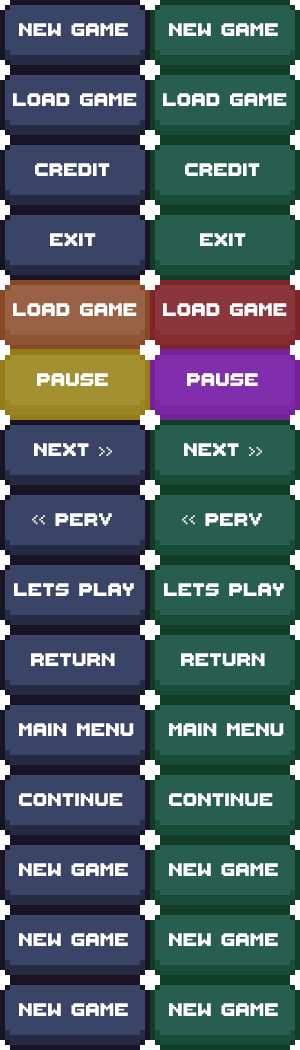 NEW GAME NEW GAME
LOAD GAME LOAD GAME
CREDIT CREDIT
EXIT EXIT
LOAD GAME LOAD GAME
PAUSE PAUSE
NEXT >> NEXT >>
<< PERV << PERV
LETS PLAY LETS PLAY
RETURN RETURN
MAIN MENU MAIN MENU
CONTINUE CONTINUE
NEW GAME NEW GAME
NEW GAME NEW GAME
NEW GAME NEW GAME